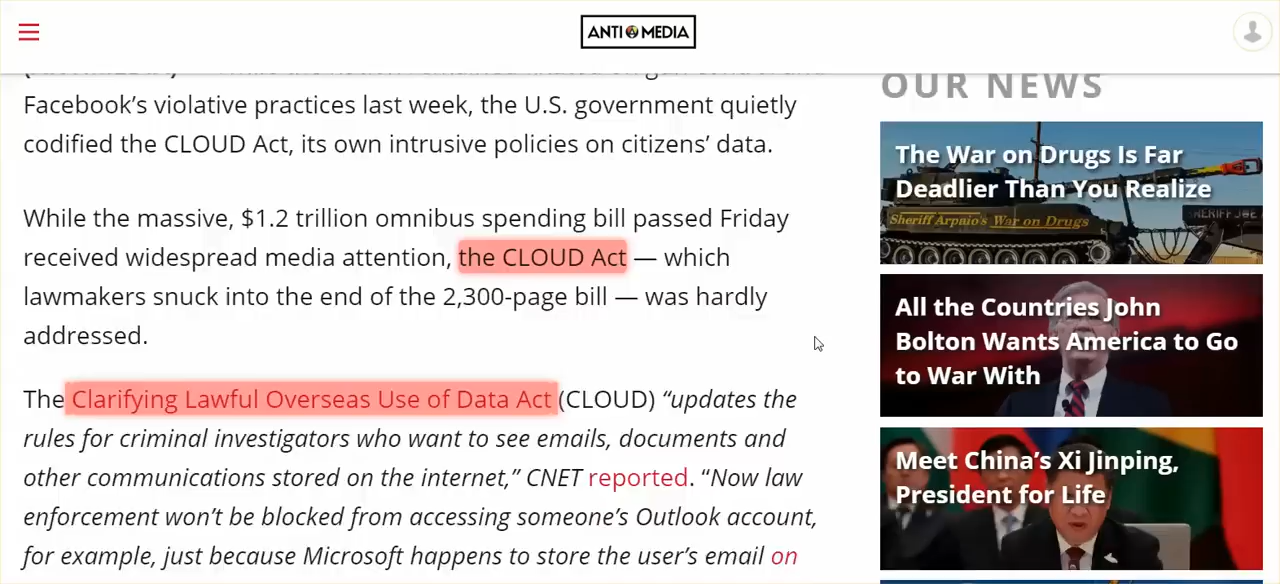 ANTI MEDIA
Facebook’s violative practices last week, the U.S. government quietly
codified the CLOUD Act, its own intrusive policies on citizens’ data.
While the massive, $1.2 trillion omnibus spending bill passed Friday
received widespread media attention, the CLOUD Act — which
lawmakers snuck into the end of the 2,300-page bill — was hardly
addressed.
The Clarifying Lawful Overseas Use of Data Act (CLOUD) “updates the
rules for criminal investigators who want to see emails, documents and
other communications stored on the internet,” CNET reported. “Now law
enforcement won’t be blocked from accessing someone’s Outlook account,
for example, just because Microsoft happens to store the user’s email on
OUR NEWS
The War on Drugs Is Far
Deadlier Than You Realize
Sheriff Arpaio's War on Drugs
SHERIFF JOE
All the Countries John
Bolton Wants America to Go
to War With
Meet China’s Xi Jinping,
President for Life